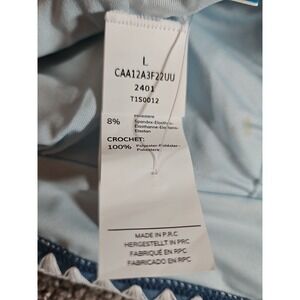 L
CAA12A3F22UU
2401
T1S0012
8%
CROCHET:
100%
MADE IN P.R.C
HERGESTELLT IN PRC
FABRIQUÉ EN RPC
FABRICADO EN RPC